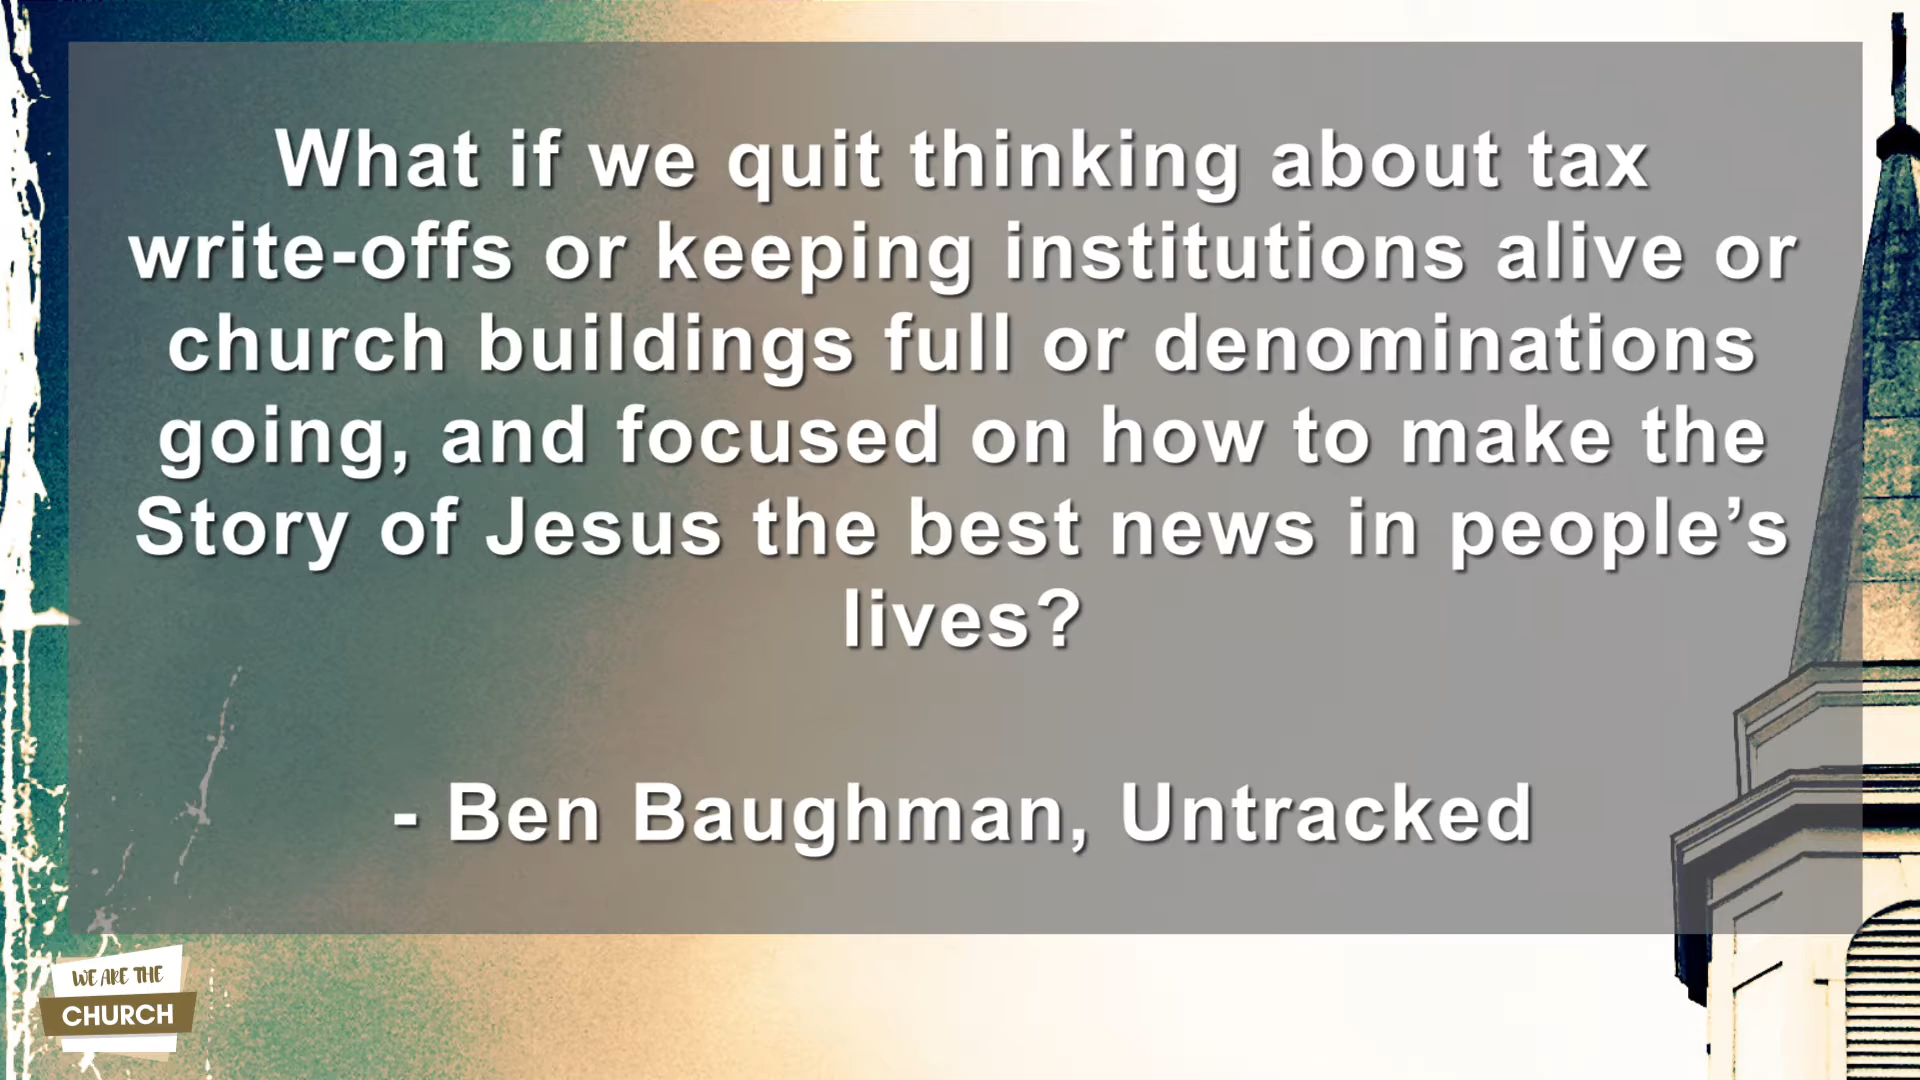 What if we quit thinking about tax
write-offs or keeping institutions alive or
church buildings full or denominations
going, and focused on how to make the
Story of Jesus the best news in people’s
lives?
- Ben Baughman, Untracked
WE ARE THE
CHURCH